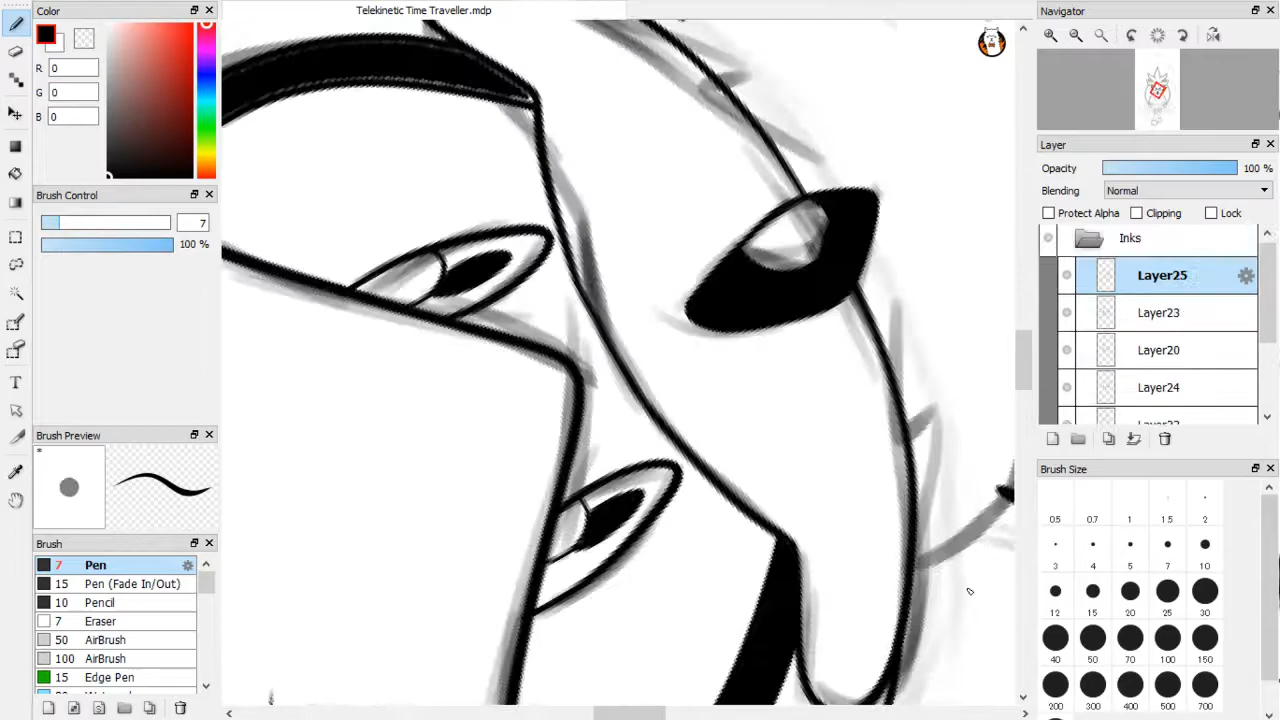 Color
Telekinetic Time Traveller.mdp
Navigator
R 0
G 0
B 0
Layer
Opacity 100 %
Blending Normal
Brush Control
7
100 %
Protect Alpha Clipping Lock
Inks
Layer25
Layer23
Layer20
Layer24
Brush Preview
*
Brush Size
0.5 0.7 1 1.5 2
3 4 5 7 10
12 15 20 25 30
40 50 70 100 150
200 300 400 500 700
Brush
7 Pen
15 Pen (Fade In/Out)
10 Pencil
7 Eraser
50 AirBrush
100 AirBrush
15 Edge Pen